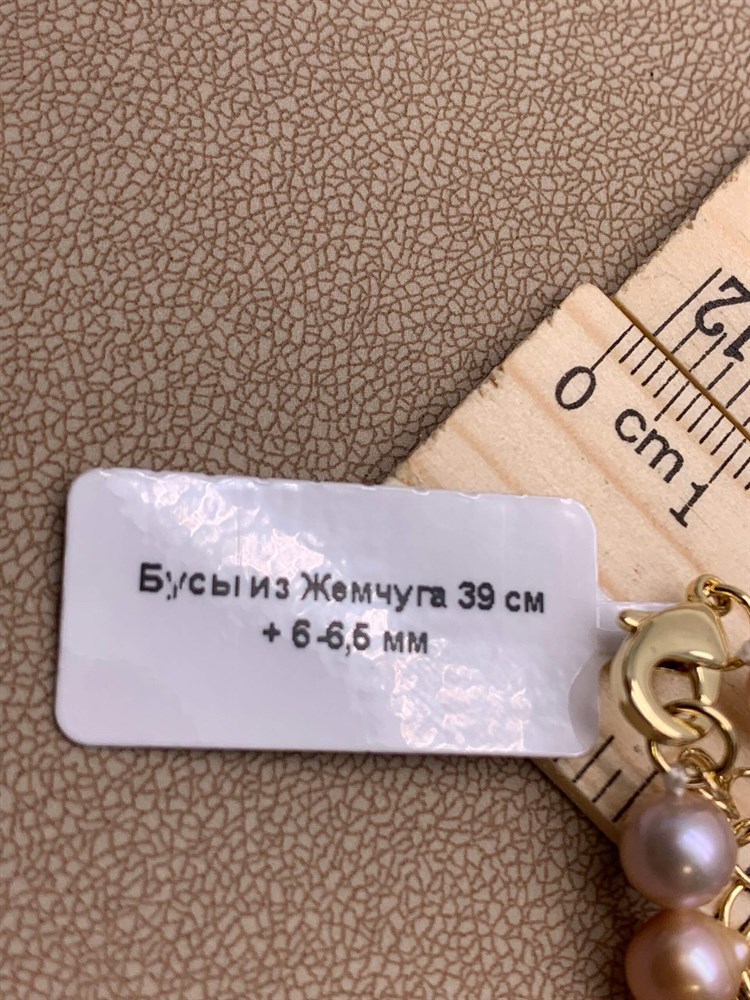 Бусы из Жемчуга 39 см
+ 6-6,5 мм
0 cm 1
12